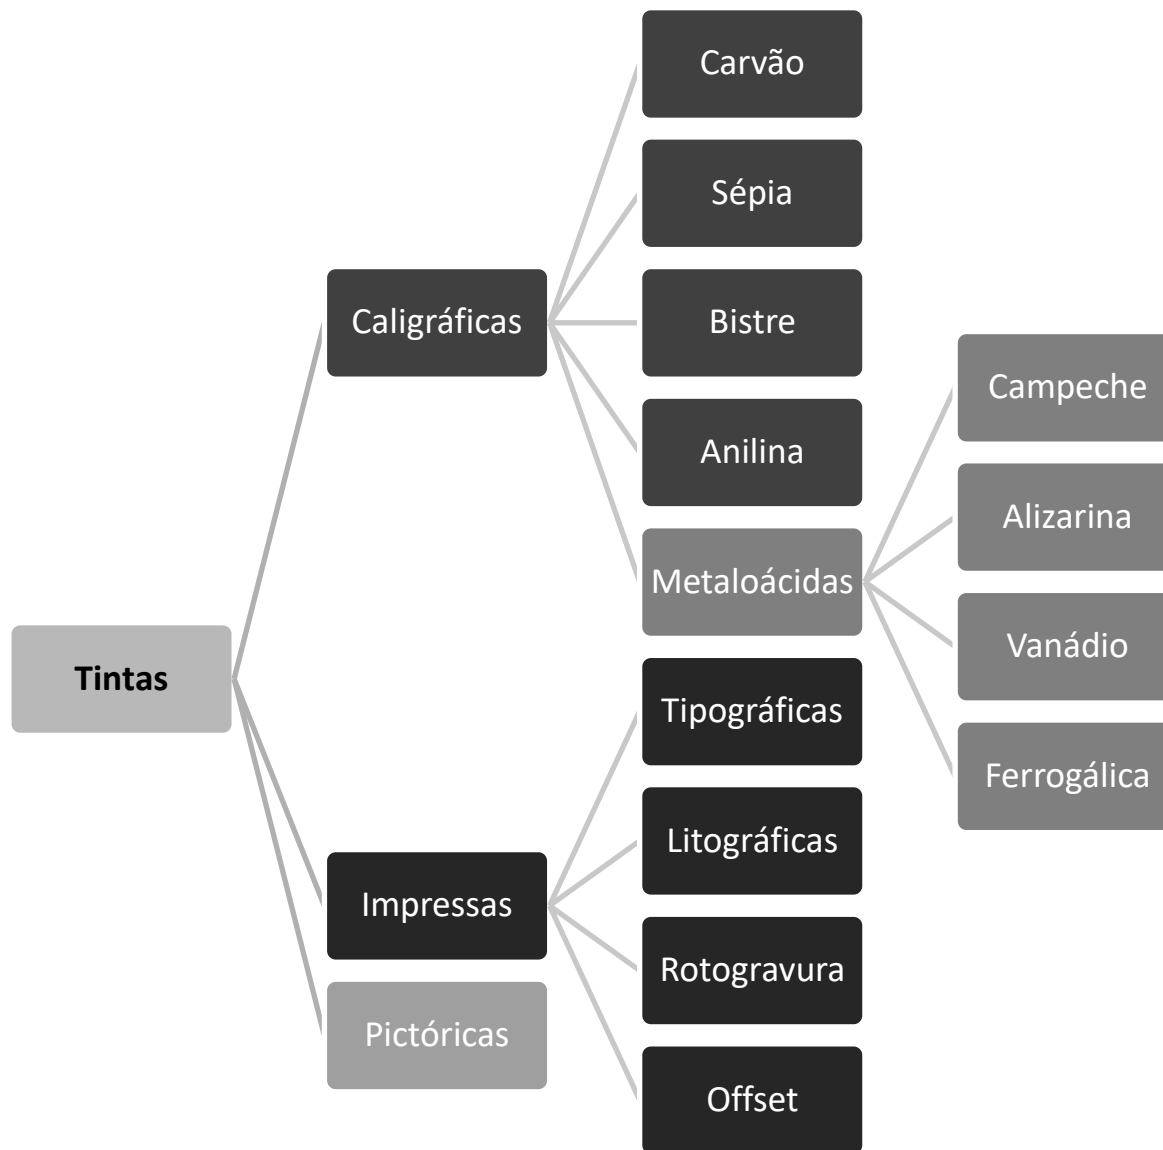 Tintas
Caligráficas
Carvão
Sépia
Bistre
Anilina
Metaloácidas
Campeche
Alizarina
Vanádio
Ferrogálica
Impressas
Tipográficas
Litográficas
Rotogravura
Offset
Pictóricas